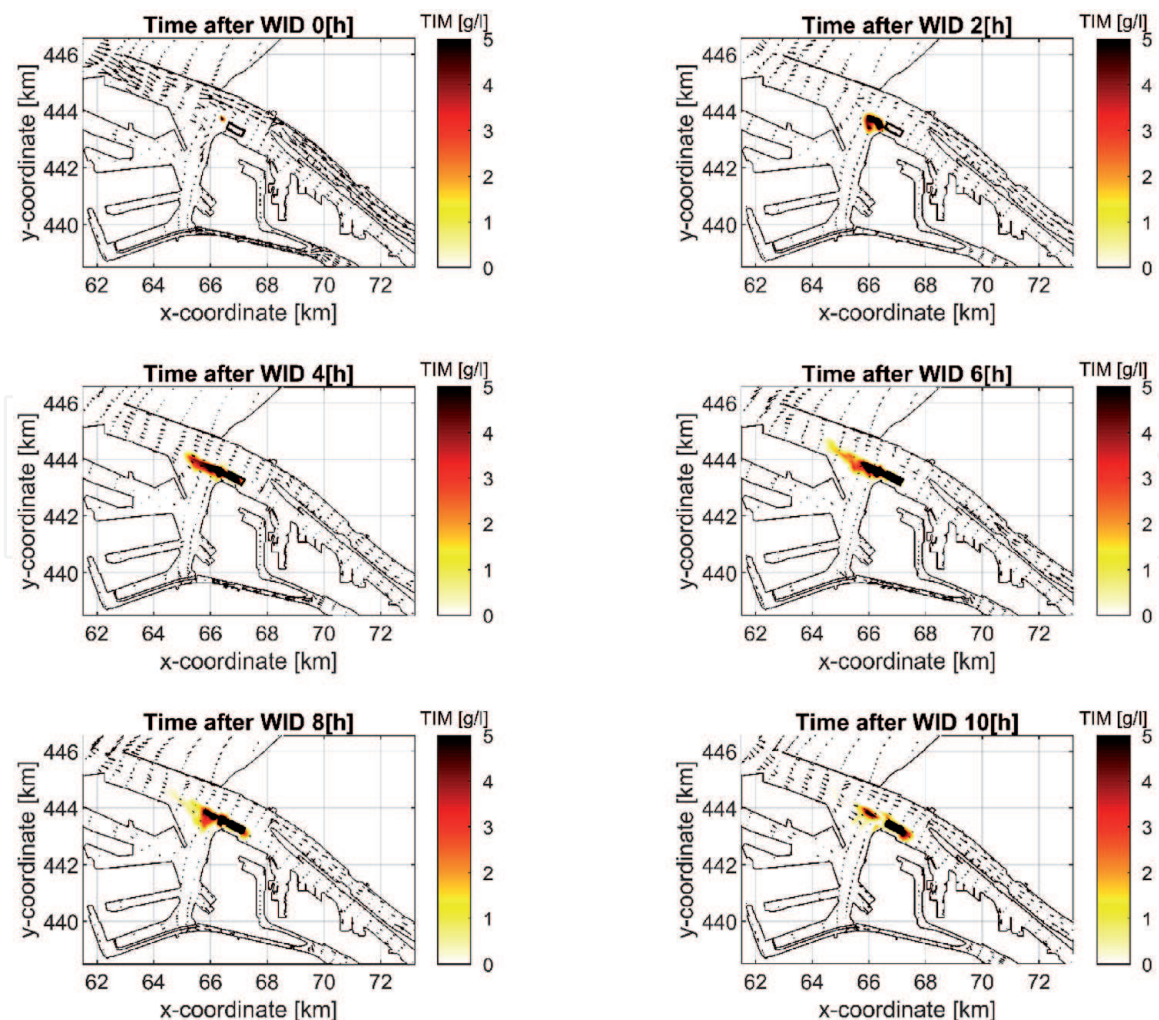 Time after WID 0[h] TIM [g/l] Time after WID 2[h] TIM [g/l]
446 5 446 5
4 4
444 444
3 3
442 442
2 2
440 1 440 1
0 0
62 64 66 68 70 72 62 64 66 68 70 72
y-coordinate [km] y-coordinate [km]
x-coordinate [km] x-coordinate [km]
Time after WID 4[h] TIM [g/l] Time after WID 6[h] TIM [g/l]
446 5 446 5
4 4
444 444
3 3
442 442
2 2
440 1 440 1
0 0
62 64 66 68 70 72 62 64 66 68 70 72
y-coordinate [km] y-coordinate [km]
x-coordinate [km] x-coordinate [km]
Time after WID 8[h] TIM [g/l] Time after WID 10[h] TIM [g/l]
446 5 446 5
4 4
444 444
3 3
442 442
2 2
440 1 440 1
0 0
62 64 66 68 70 72 62 64 66 68 70 72
y-coordinate [km] y-coordinate [km]
x-coordinate [km] x-coordinate [km]